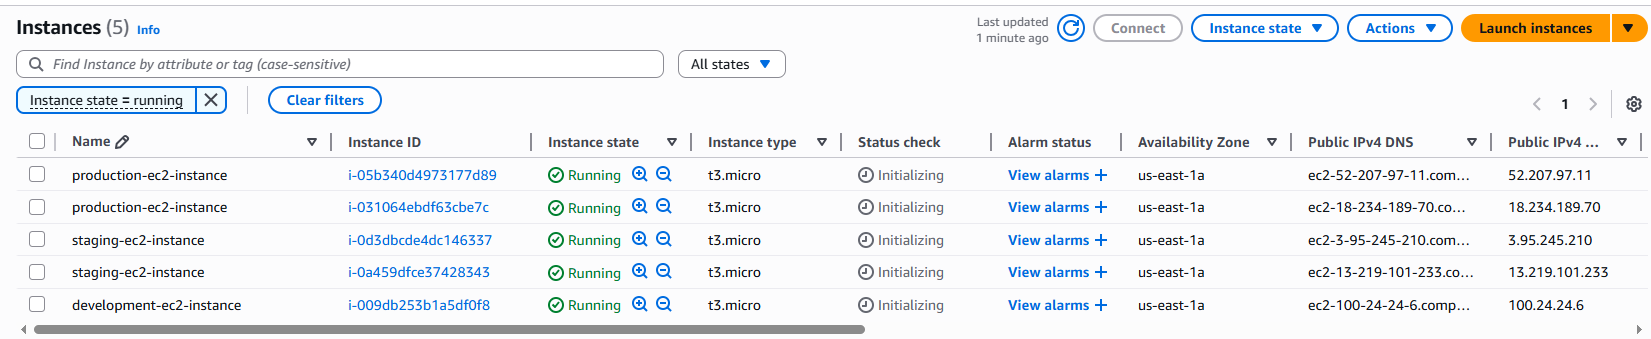 Instances (5) Info
Last updated
1 minute ago
Connect Instance state Actions Launch instances
Find Instance by attribute or tag (case-sensitive) All states
Instance state = running Clear filters 1
Name Instance ID Instance state Instance type Status check Alarm status Availability Zone Public IPv4 DNS Public IPv4 ...
production-ec2-instance i-05b340d4973177d89 Running t3.micro Initializing View alarms + us-east-1a ec2-52-207-97-11.com... 52.207.97.11
production-ec2-instance i-031064ebdf63cbe7c Running t3.micro Initializing View alarms + us-east-1a ec2-18-234-189-70.co... 18.234.189.70
staging-ec2-instance i-0d3dbcde4dc146337 Running t3.micro Initializing View alarms + us-east-1a ec2-3-95-245-210.com... 3.95.245.210
staging-ec2-instance i-0a459dfce37428343 Running t3.micro Initializing View alarms + us-east-1a ec2-13-219-101-233.co... 13.219.101.233
development-ec2-instance i-009db253b1a5df0f8 Running t3.micro Initializing View alarms + us-east-1a ec2-100-24-24-6.comp... 100.24.24.6